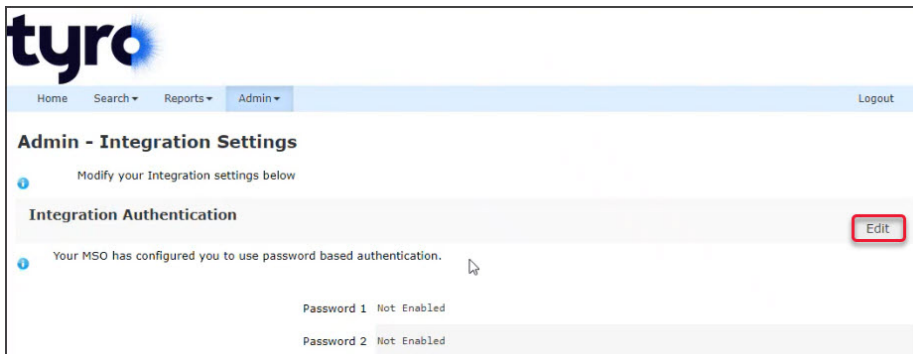 tyro
Home Search Reports Admin Logout
Admin - Integration Settings
Modify your Integration settings below
Integration Authentication
Edit
Your MSO has configured you to use password based authentication.
Password 1 Not Enabled
Password 2 Not Enabled